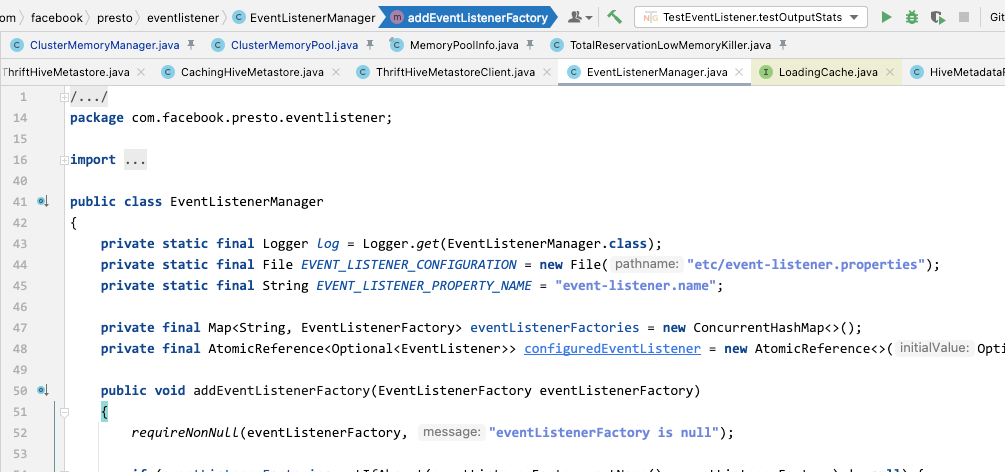 om facebook presto eventlistener EventListenerManager addEventListenerFactory TestEventListener.testOutputStats Git
ClusterMemoryManager.java ClusterMemoryPool.java MemoryPoolInfo.java TotalReservationLowMemoryKiller.java
ThriftHiveMetastore.java CachingHiveMetastore.java ThriftHiveMetastoreClient.java EventListenerManager.java LoadingCache.java HiveMetadataF
1 /.../
14 package com.facebook.presto.eventlistener;
15
16 import ...
40
41 public class EventListenerManager
42 {
43 private static final Logger log = Logger.get(EventListenerManager.class);
44 private static final File EVENT_LISTENER_CONFIGURATION = new File( pathname: "etc/event-listener.properties");
45 private static final String EVENT_LISTENER_PROPERTY_NAME = "event-listener.name";
46
47 private final Map<String, EventListenerFactory> eventListenerFactories = new ConcurrentHashMap<>();
48 private final AtomicReference<Optional<EventListener>> configuredEventListener = new AtomicReference<>( initialValue: Opti
49
50 public void addEventListenerFactory(EventListenerFactory eventListenerFactory)
51 {
52 requireNonNull(eventListenerFactory, message: "eventListenerFactory is null");
53